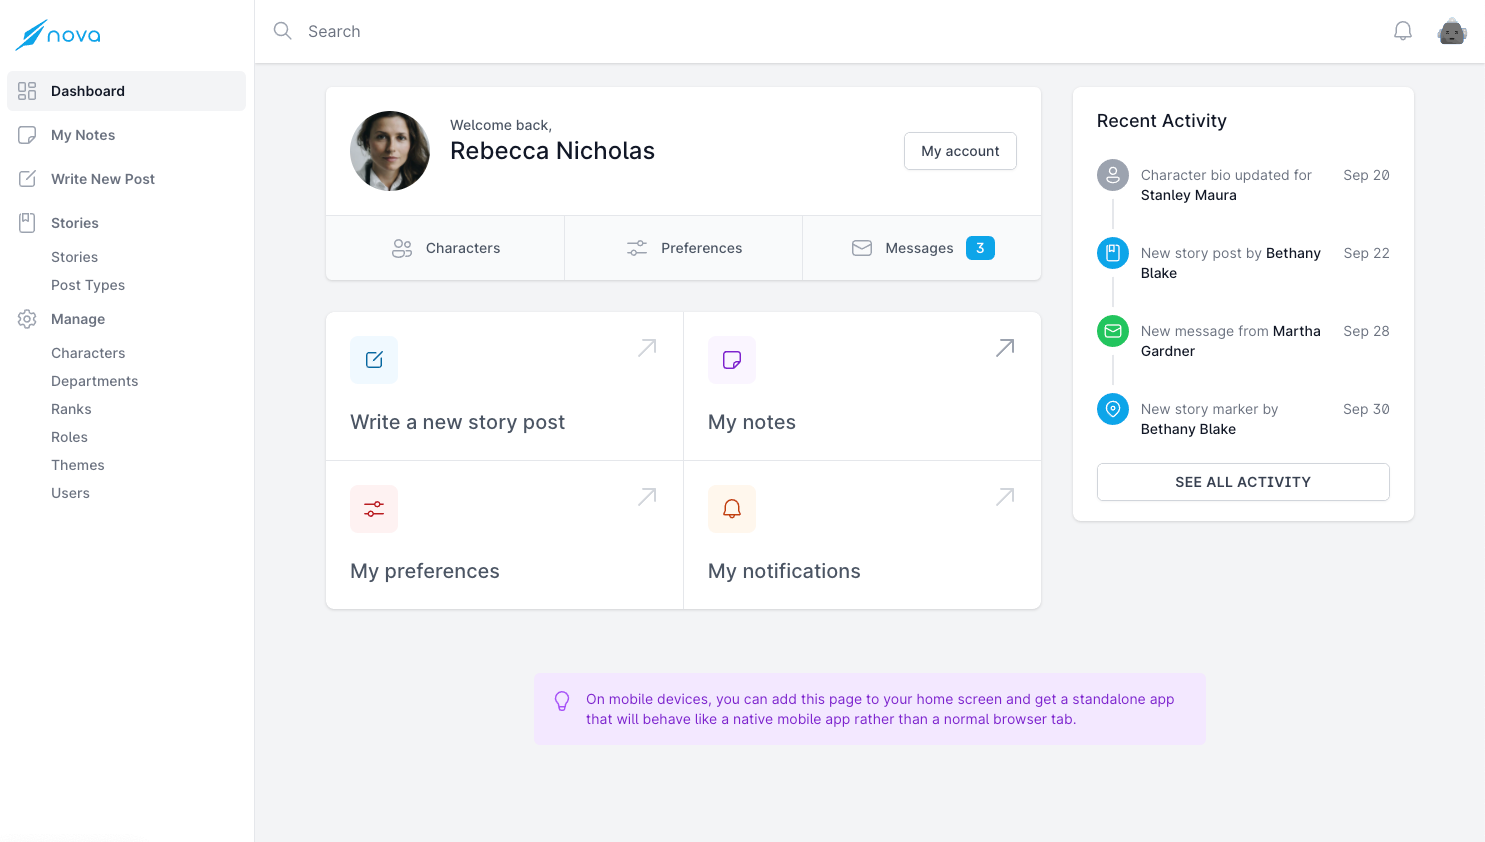 nova
Search
Dashboard
My Notes
Write New Post
Stories
Stories
Post Types
Manage
Characters
Departments
Ranks
Roles
Themes
Users
Welcome back,
Rebecca Nicholas
My account
Characters
Preferences
Messages 3
Write a new story post
My notes
My preferences
My notifications
Recent Activity
Character bio updated for Sep 20
Stanley Maura
New story post by Bethany Sep 22
Blake
New message from Martha Sep 28
Gardner
New story marker by Sep 30
Bethany Blake
SEE ALL ACTIVITY
On mobile devices, you can add this page to your home screen and get a standalone app
that will behave like a native mobile app rather than a normal browser tab.